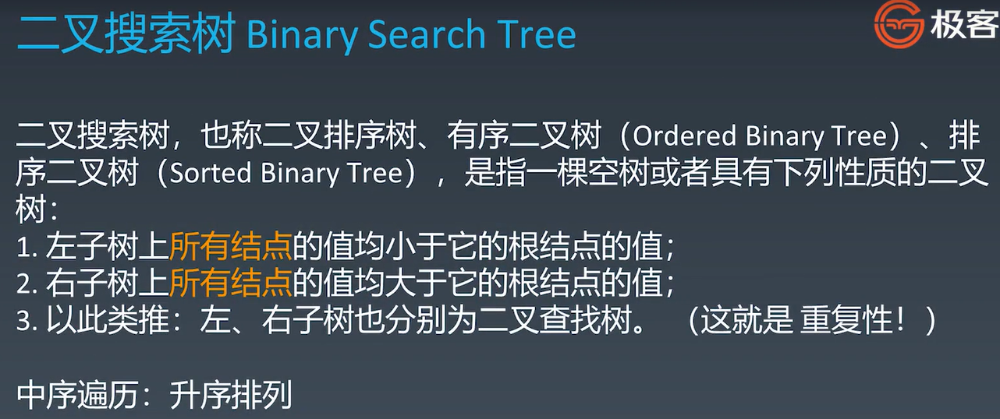 二叉搜索树 Binary Search Tree
极客
二叉搜索树，也称二叉排序树、有序二叉树（Ordered Binary Tree）、排
序二叉树（Sorted Binary Tree），是指一棵空树或者具有下列性质的二叉
树：
1. 左子树上所有结点的值均小于它的根结点的值；
2. 右子树上所有结点的值均大于它的根结点的值；
3. 以此类推：左、右子树也分别为二叉查找树。 （这就是 重复性！）
中序遍历：升序排列